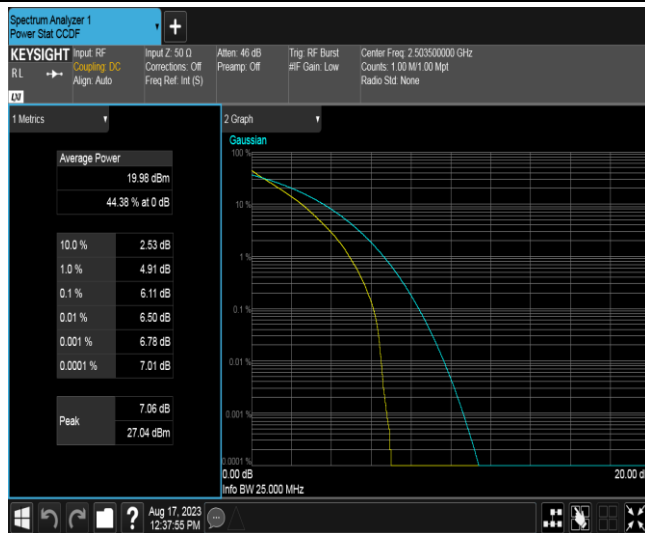 Spectrum Analyzer 1
Power Stat CCDF
+
KEYSIGHT
RL
Input: RF
Coupling: DC
Align: Auto
Input Z: 50 Ω
Corrections: Off
Freq Ref: Int (S)
Atten: 46 dB
Preamp: Off
Trig: RF Burst
#IF Gain: Low
Center Freq: 2.503500000 GHz
Counts: 1.00 M/1.00 Mpt
Radio Std: None
1 Metrics
Average Power
19.98 dBm
44.38 % at 0 dB
10.0 % 2.53 dB
1.0 % 4.91 dB
0.1 % 6.11 dB
0.01 % 6.50 dB
0.001 % 6.78 dB
0.0001 % 7.01 dB
Peak 7.06 dB
27.04 dBm
2 Graph
Gaussian
100 %
10 %
1 %
0.1 %
0.01 %
0.001 %
0.0001 %
0.00 dB 20.00 d
Info BW 25.000 MHz
?
Aug 17, 2023
12:37:55 PM